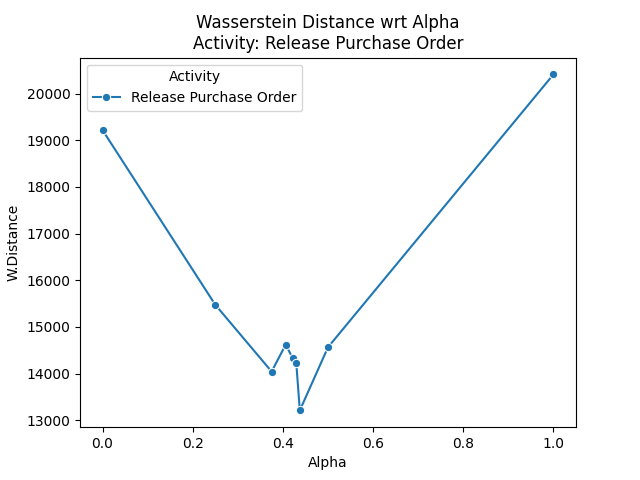 Wasserstein Distance wrt Alpha
Activity: Release Purchase Order
Activity
Release Purchase Order
20000
19000
18000
17000
16000
15000
14000
13000
W.Distance
0.0 0.2 0.4 0.6 0.8 1.0
Alpha